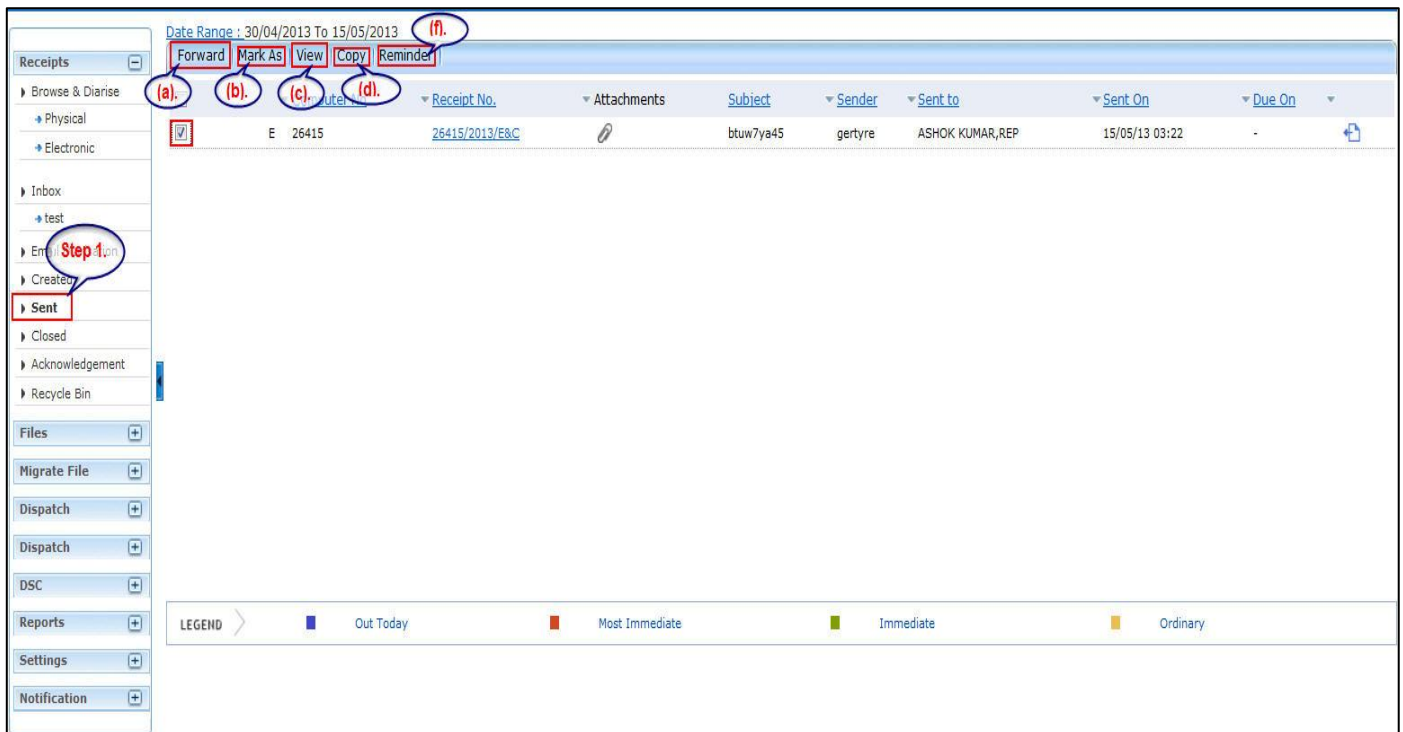 Date Range : 30/04/2013 To 15/05/2013
(f).
Forward Mark As View Copy Reminder
(a). (b). (c). (d).
Receipt No. Attachments Subject Sender Sent to Sent On Due On
E 26415 26415/2013/E&C btuw7ya45 gertyre ASHOK KUMAR,REP 15/05/13 03:22 -
Receipts
Browse & Diarise
Physical
Electronic
Inbox
test
Step 1.
Created
Sent
Closed
Acknowledgement
Recycle Bin
Files
Migrate File
Dispatch
Dispatch
DSC
Reports
Settings
Notification
LEGEND Out Today Most Immediate Immediate Ordinary